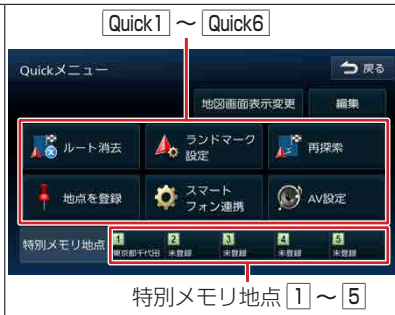 Quick1 ～ Quick6
Quickメニュー
戻る
地図画面表示変更
編集
ルート消去
ランドマーク
設定
再探索
地点を登録
スマート
フォン連携
AV設定
特別メモリ地点
1
2
3
4
5
東京都千代田
未登録
未登録
未登録
未登録
特別メモリ地点 1 ～ 5